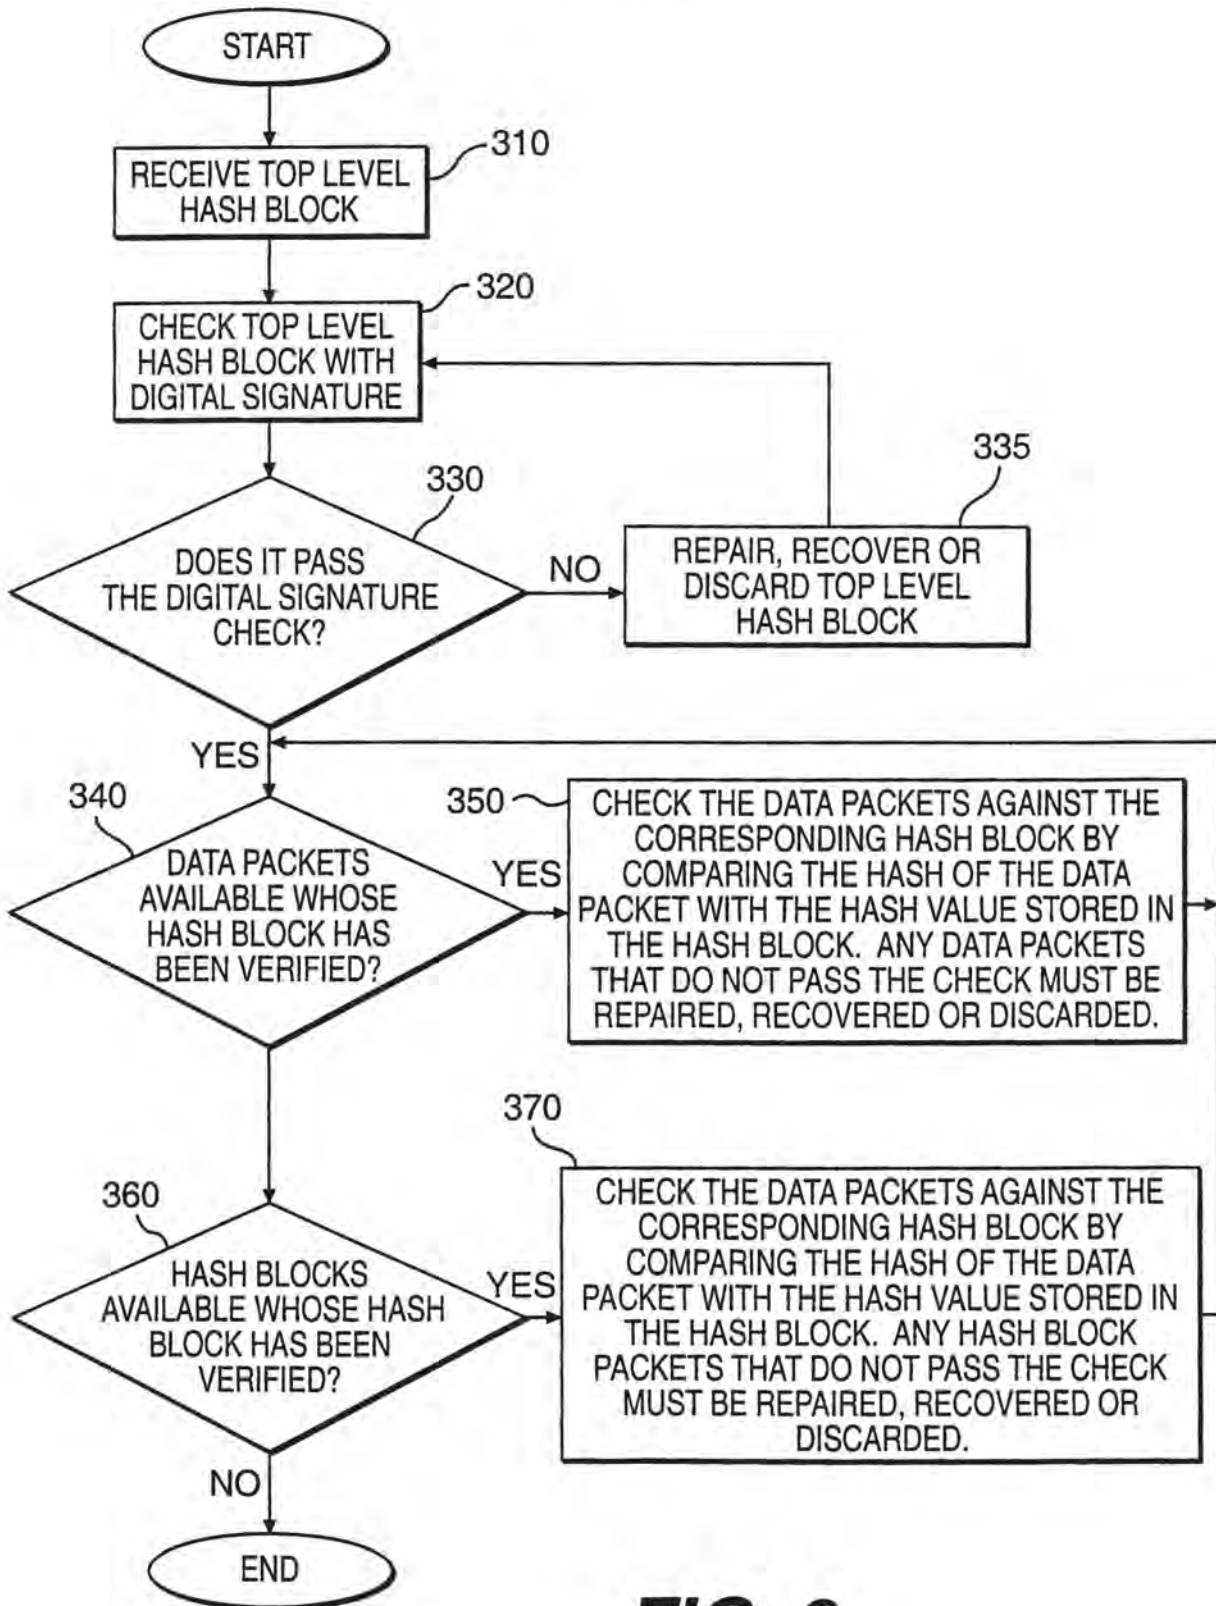 START
310
RECEIVE TOP LEVEL
HASH BLOCK
320
CHECK TOP LEVEL
HASH BLOCK WITH
DIGITAL SIGNATURE
330
DOES IT PASS
THE DIGITAL SIGNATURE
CHECK?
NO
335
REPAIR, RECOVER OR
DISCARD TOP LEVEL
HASH BLOCK
YES
340
DATA PACKETS
AVAILABLE WHOSE
HASH BLOCK HAS
BEEN VERIFIED?
YES
350
CHECK THE DATA PACKETS AGAINST THE
CORRESPONDING HASH BLOCK BY
COMPARING THE HASH OF THE DATA
PACKET WITH THE HASH VALUE STORED IN
THE HASH BLOCK. ANY DATA PACKETS
THAT DO NOT PASS THE CHECK MUST BE
REPAIRED, RECOVERED OR DISCARDED.
360
HASH BLOCKS
AVAILABLE WHOSE HASH
BLOCK HAS BEEN
VERIFIED?
YES
370
CHECK THE DATA PACKETS AGAINST THE
CORRESPONDING HASH BLOCK BY
COMPARING THE HASH OF THE DATA
PACKET WITH THE HASH VALUE STORED IN
THE HASH BLOCK. ANY HASH BLOCK
PACKETS THAT DO NOT PASS THE CHECK
MUST BE REPAIRED, RECOVERED OR
DISCARDED.
NO
END
FIG.